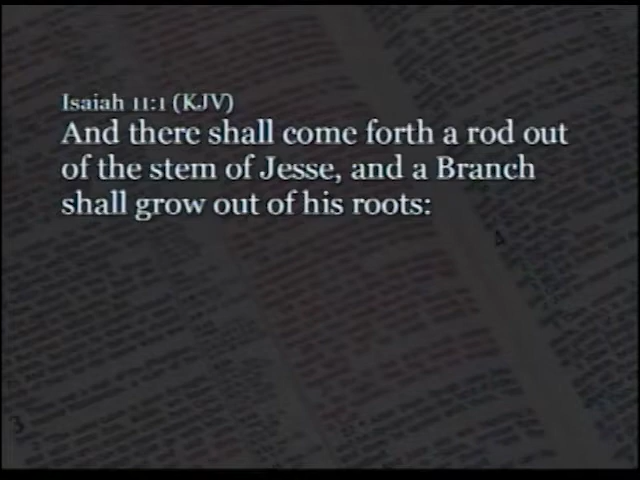 Isaiah 11:1 (KJV)
And there shall come forth a rod out
of the stem of Jesse, and a Branch
shall grow out of his roots: